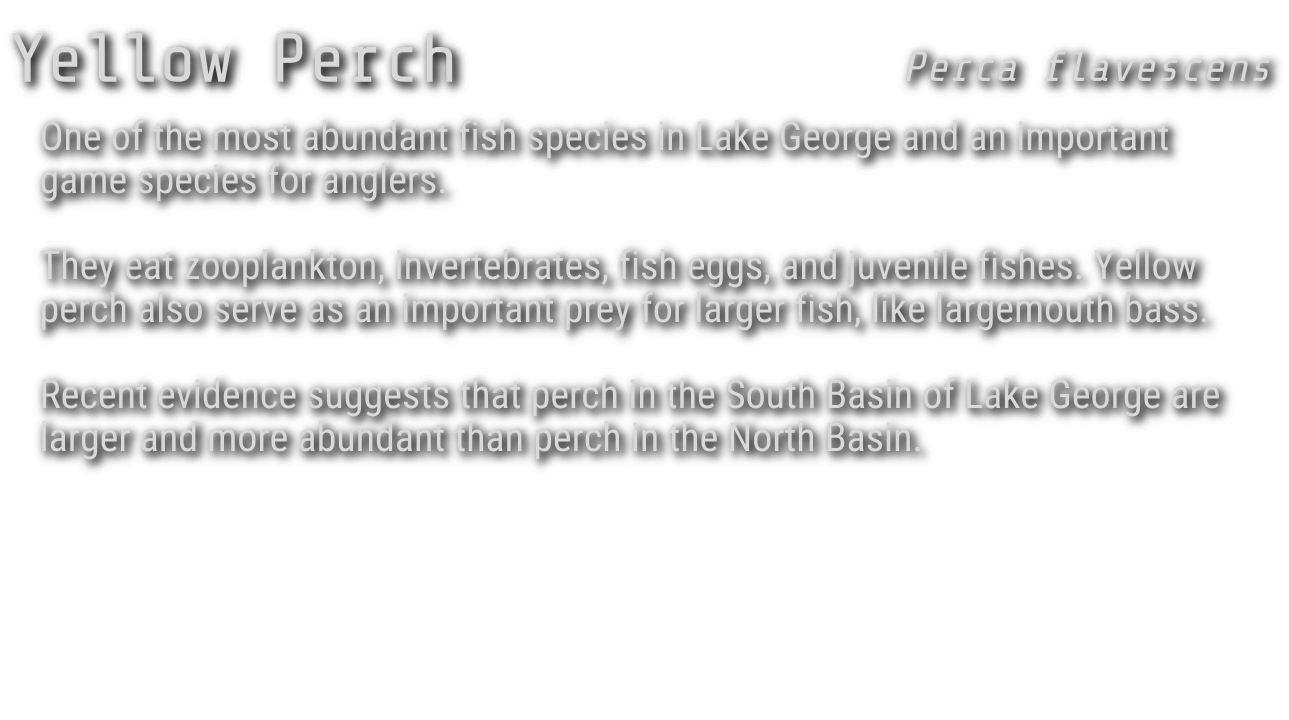 Yellow Perch
Perca flavescens
One of the most abundant fish species in Lake George and an important
game species for anglers.
They eat zooplankton, invertebrates, fish eggs, and juvenile fishes. Yellow
perch also serve as an important prey for larger fish, like largemouth bass.
Recent evidence suggests that perch in the South Basin of Lake George are
larger and more abundant than perch in the North Basin.